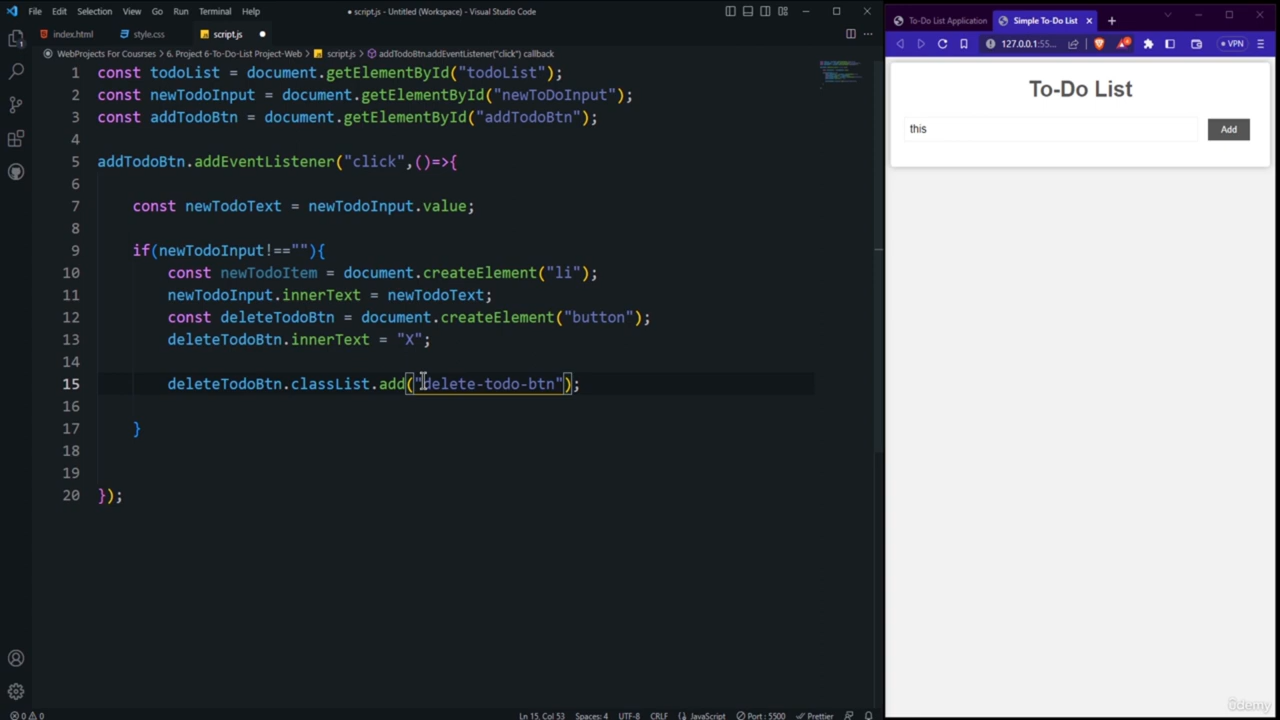 File Edit Selection View Go Run Terminal Help
● script.js - Untitled (Workspace) - Visual Studio Code
To-Do List Application
Simple To-Do List
index.html
style.css
script.js
127.0.0.1:55...
VPN
WebProjects For Coursses > 6. Project 6-To-Do-List Project-Web > script.js > addTodoBtn.addEventListener("click") callback
1 const todoList = document.getElementById("todoList");
2 const newTodoInput = document.getElementById("newToDoInput");
3 const addTodoBtn = document.getElementById("addTodoBtn");
4
5 addTodoBtn.addEventListener("click",()=>{
6
7 const newTodoText = newTodoInput.value;
8
9 if(newTodoInput!==""){
10 const newTodoItem = document.createElement("li");
11 newTodoInput.innerText = newTodoText;
12 const deleteTodoBtn = document.createElement("button");
13 deleteTodoBtn.innerText = "X";
14
15 deleteTodoBtn.classList.add("delete-todo-btn");
16
17 }
18
19
20 });
To-Do List
this
Add
0 0
Ln 15, Col 53 Spaces: 4 UTF-8 CRLF {} JavaScript Port : 5500 Prettier
ûdemy